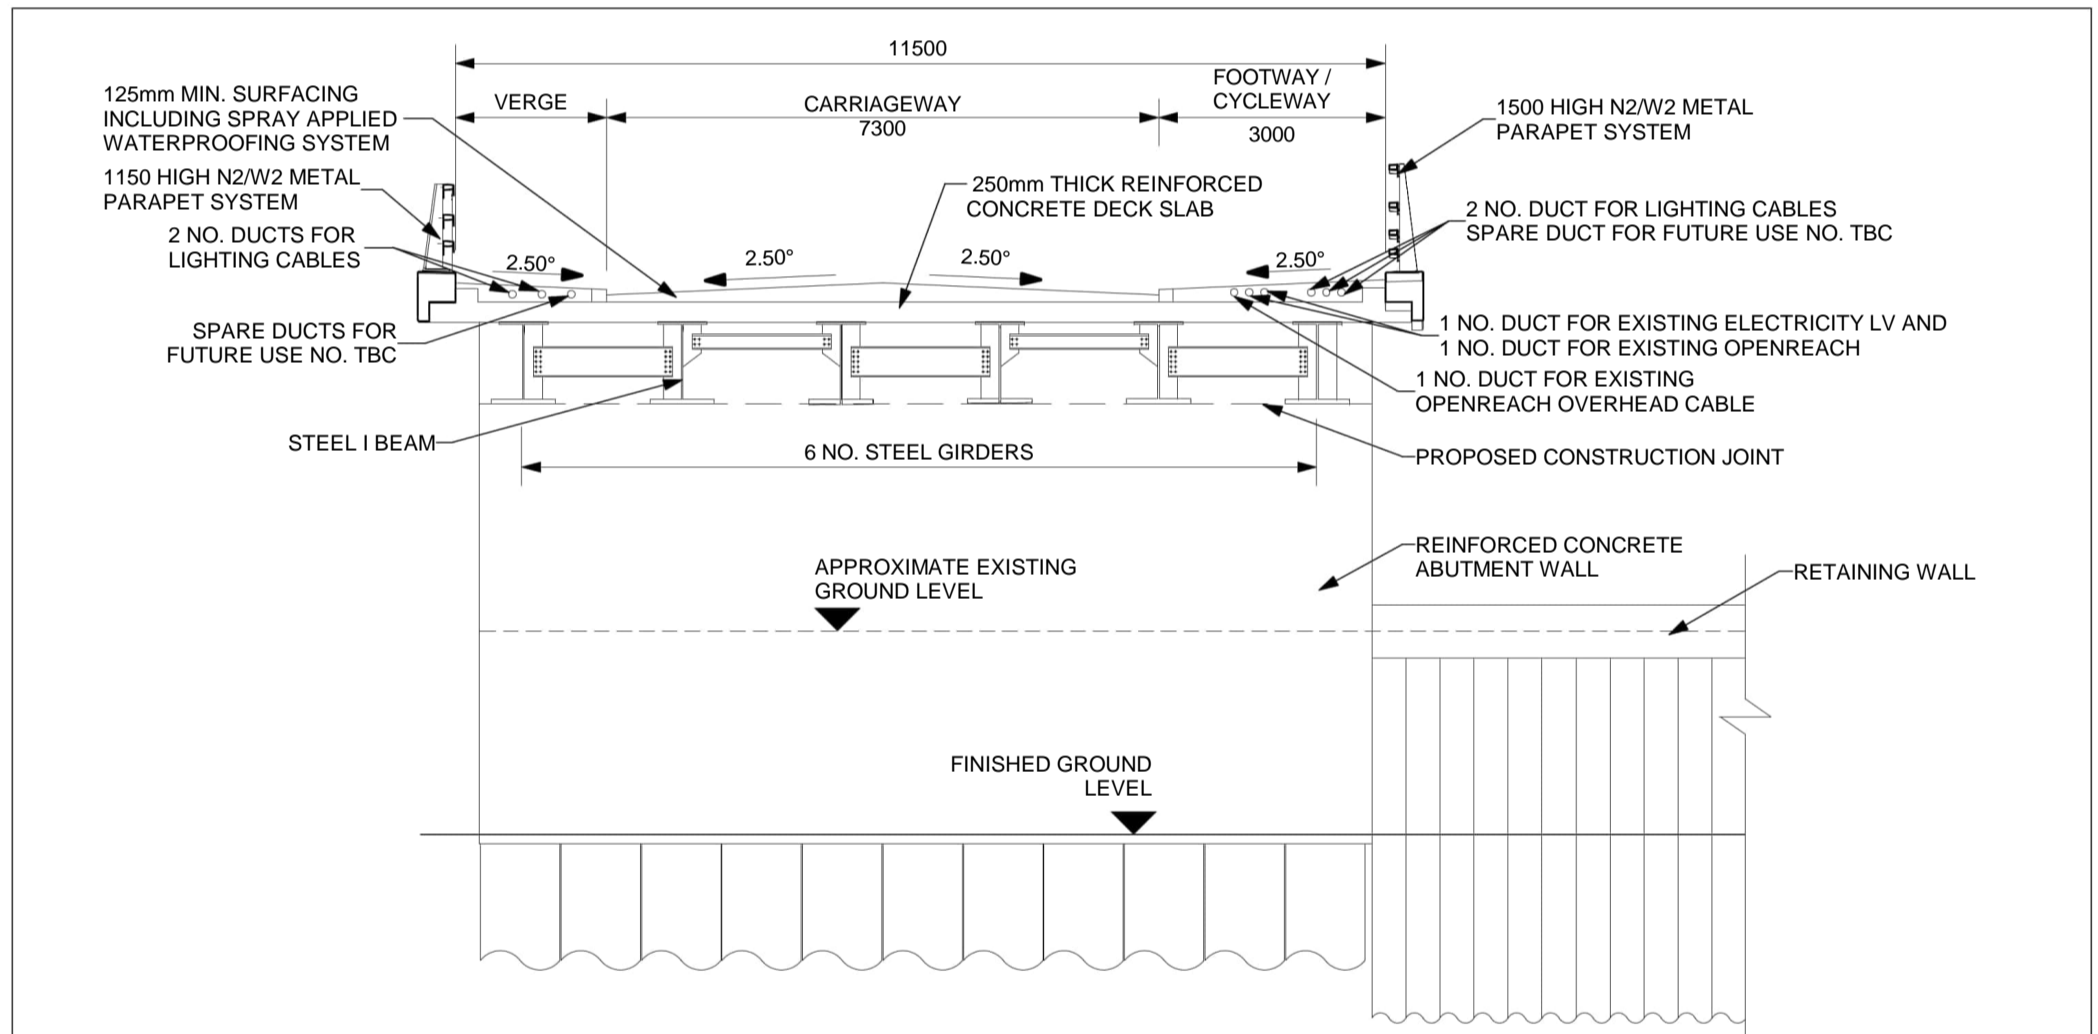 11500
VERGE
CARRIAGEWAY
7300
FOOTWAY /
CYCLEWAY
3000
125mm MIN. SURFACING
INCLUDING SPRAY APPLIED
WATERPROOFING SYSTEM
1150 HIGH N2/W2 METAL
PARAPET SYSTEM
2 NO. DUCTS FOR
LIGHTING CABLES
SPARE DUCTS FOR
FUTURE USE NO. TBC
STEEL I BEAM
2.50°
2.50°
2.50°
2.50°
250mm THICK REINFORCED
CONCRETE DECK SLAB
1500 HIGH N2/W2 METAL
PARAPET SYSTEM
2 NO. DUCT FOR LIGHTING CABLES
SPARE DUCT FOR FUTURE USE NO. TBC
1 NO. DUCT FOR EXISTING ELECTRICITY LV AND
1 NO. DUCT FOR EXISTING OPENREACH
1 NO. DUCT FOR EXISTING
OPENREACH OVERHEAD CABLE
6 NO. STEEL GIRDERS
PROPOSED CONSTRUCTION JOINT
REINFORCED CONCRETE
ABUTMENT WALL
RETAINING WALL
APPROXIMATE EXISTING
GROUND LEVEL
FINISHED GROUND
LEVEL